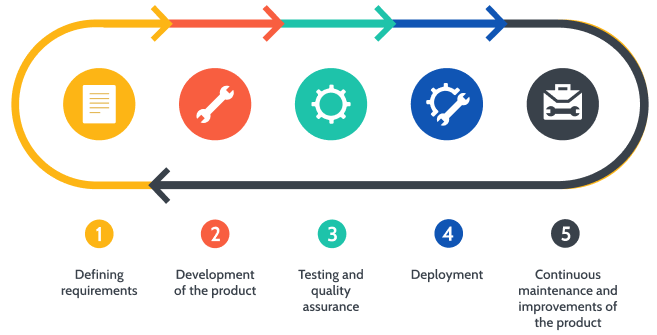 1
Defining
requirements
2
Development
of the product
3
Testing and
quality
assurance
4
Deployment
5
Continuous
maintenance and
improvements of
the product